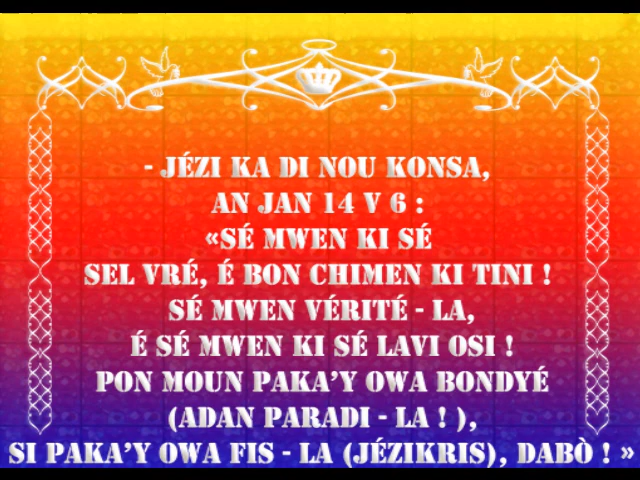 - JÉZI KA DI NOU KONSA,
AN JAN 14 V 6 :
«SÉ MWEN KI SÉ
SEL VRÉ, É BON CHIMEN KI TINI !
SÉ MWEN VÉRITÉ - LA,
É SÉ MWEN KI SÉ LAVI OSI !
PON MOUN PAKA'Y OWA BONDYÉ
(ADAN PARADI - LA ! ),
SI PAKA'Y OWA FIS - LA (JÉZIKRIS), DABÒ ! »